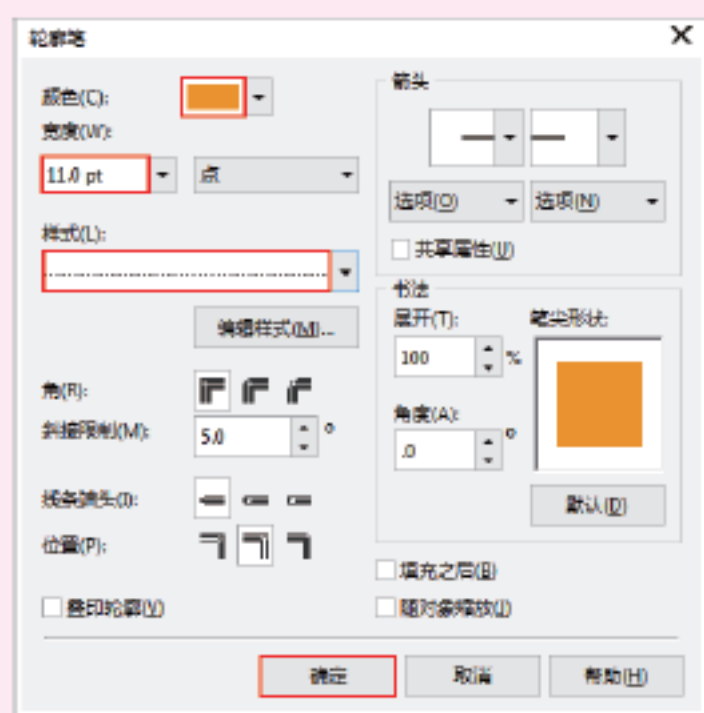 轮廓笔
颜色(C):
宽度(W):
11.0 pt
点
样式(L):
编辑样式(M)...
角(R):
斜接限制(M):
5.0
°
线条端头(I):
位置(P):
叠印轮廓(V)
箭头
选项(O)
选项(N)
共享属性(U)
书法
展开(T):
笔尖形状:
100
%
角度(A):
.0
°
默认(D)
填充之后(B)
随对象缩放(J)
确定
取消
帮助(H)